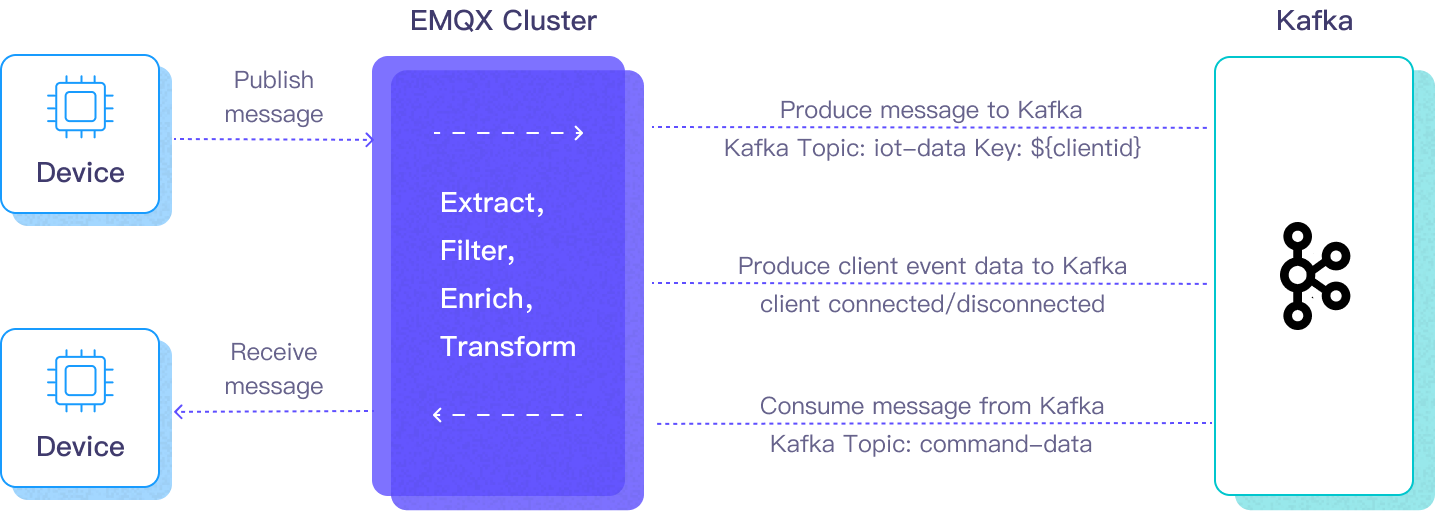 EMQX Cluster
Kafka
Publish
message
Device
Produce message to Kafka
Kafka Topic: iot-data Key: ${clientid}
Extract,
Filter,
Enrich,
Transform
Produce client event data to Kafka
client connected/disconnected
Receive
message
Device
Consume message from Kafka
Kafka Topic: command-data